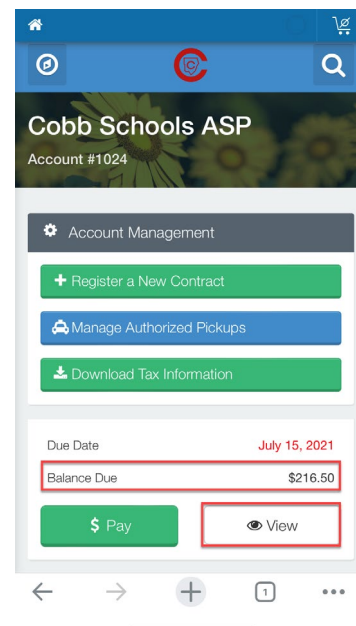 Cobb Schools ASP
Account #1024
Account Management
Register a New Contract
Manage Authorized Pickups
Download Tax Information
Due Date July 15, 2021
Balance Due $216.50
$ Pay View
1